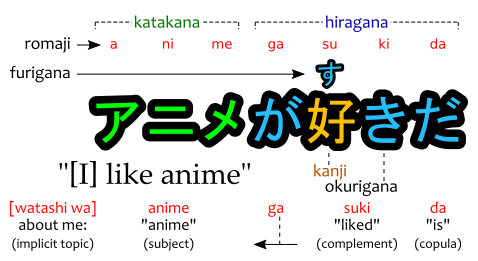 katakana hiragana
romaji a ni me ga su ki da
furigana す
アニメが好きだ
"[I] like anime" kanji
okurigana
[watashi wa] anime ga suki da
about me: "anime" "liked" "is"
(implicit topic) (subject) (complement) (copula)